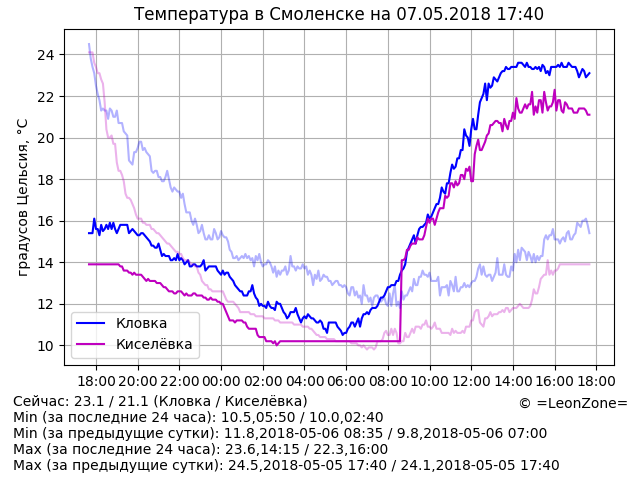 Температура в Смоленске на 07.05.2018 17:40
градусов Цельсия, °C
24
22
20
18
16
14
12
10
Кловка
Киселёвка
18:00 20:00 22:00 00:00 02:00 04:00 06:00 08:00 10:00 12:00 14:00 16:00 18:00
Сейчас: 23.1 / 21.1 (Кловка / Киселёвка)
© =LeonZone=
Min (за последние 24 часа): 10.5,05:50 / 10.0,02:40
Min (за предыдущие сутки): 11.8,2018-05-06 08:35 / 9.8,2018-05-06 07:00
Max (за последние 24 часа): 23.6,14:15 / 22.3,16:00
Max (за предыдущие сутки): 24.5,2018-05-05 17:40 / 24.1,2018-05-05 17:40